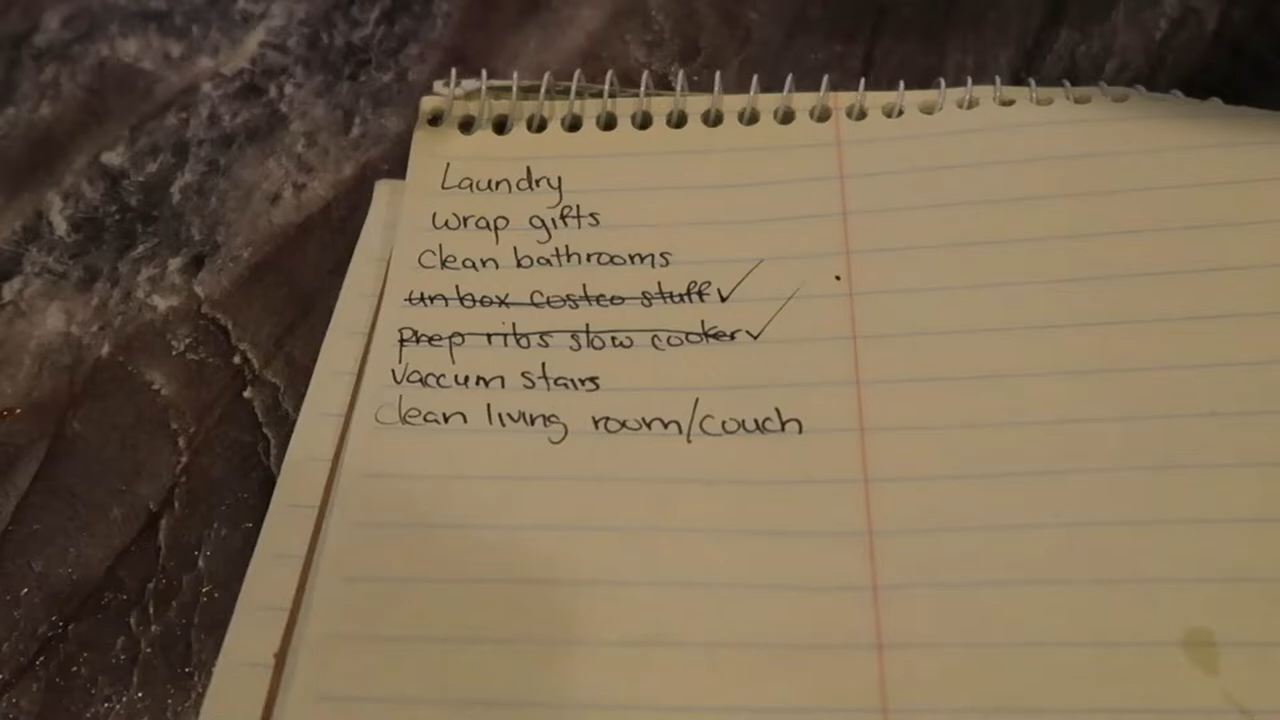 Laundry
wrap gifts
Clean bathrooms
unbox costco stuff✓
prep ribs slow cooker✓
Vaccum stairs
Clean living room/couch